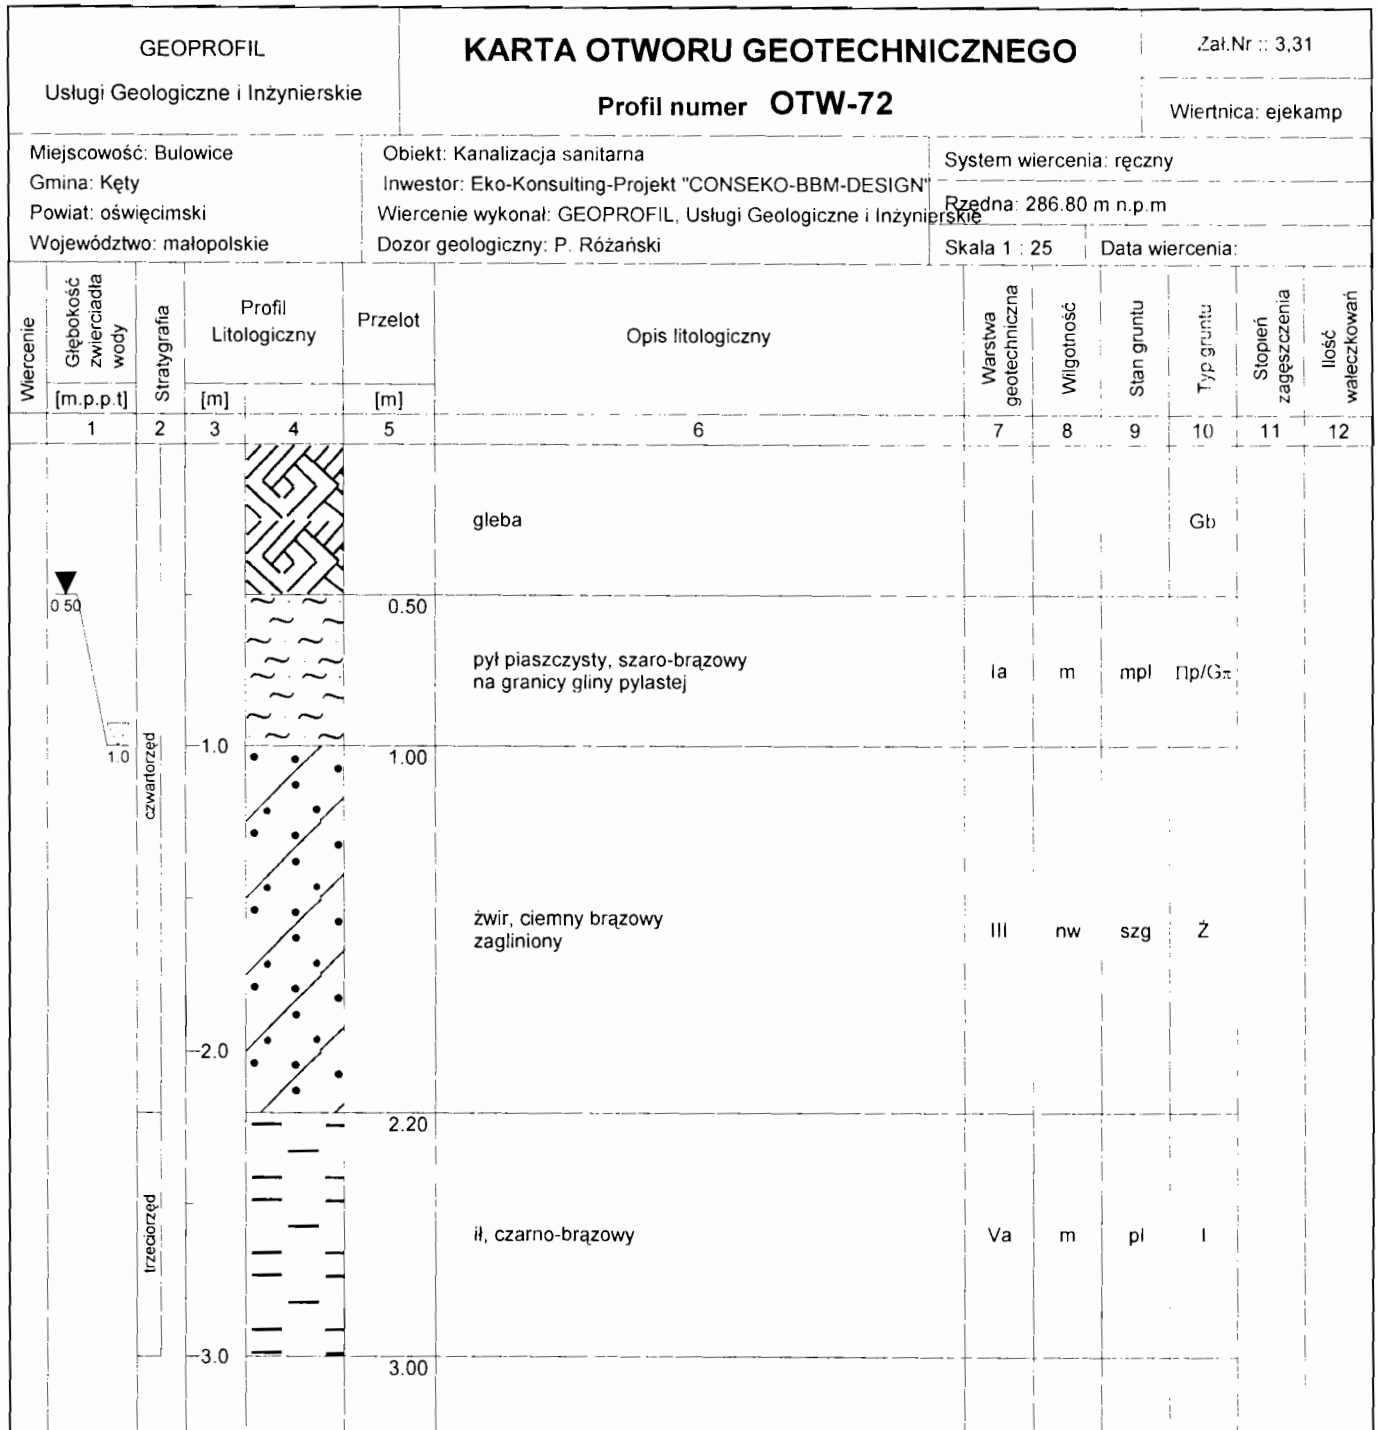 GEOPROFIL
Usługi Geologiczne i Inżynierskie
KARTA OTWORU GEOTECHNICZNEGO
Profil numer OTW-72
Zał.Nr :: 3,31
Wiertnica: ejekamp
Miejscowość: Bulowice
Gmina: Kęty
Powiat: oświęcimski
Województwo: małopolskie
Obiekt: Kanalizacja sanitarna
Inwestor: Eko-Konsulting-Projekt "CONSEKO-BBM-DESIGN"
Wiercenie wykonał: GEOPROFIL, Usługi Geologiczne i Inżynierskie
Dozor geologiczny: P. Różański
System wiercenia: ręczny
Rzędna: 286.80 m n.p.m
Skala 1 : 25
Data wiercenia:
Wiercenie
Głębokość zwierciadła wody
[m.p.p.t]
Stratygrafia
Profil
Litologiczny
[m]
Przelot
[m]
Opis litologiczny
Warstwa geotechniczna
Wilgotność
Stan gruntu
Typ gruntu
Stopień zagęszczenia
Ilość wałeczkowań
1 2 3 4 5 6 7 8 9 10 11 12
gleba
Gb
0.50
0.50
pył piaszczysty, szaro-brązowy
na granicy gliny pylastej
Ia m mpl Πp/Gπ
1.0
1.0
1.00
czwartorzęd
żwir, ciemny brązowy
zagliniony
III nw szg Ż
2.0
2.20
trzeciorzęd
ił, czarno-brązowy
Va m pl I
3.0
3.00